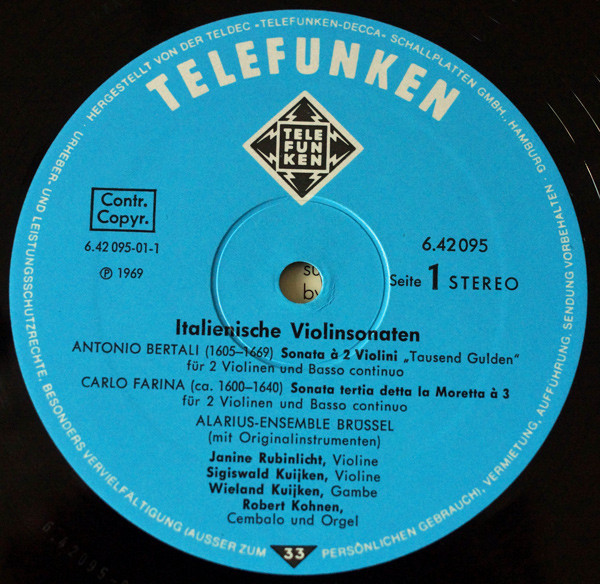 URHEBER- UND LEISTUNGSSCHUTZRECHTE, BESONDERS VERVIELFALTIGUNG (AUSSER ZUM PERSÖNLICHEN GEBRAUCH), VERMIETUNG, AUFFÜHRUNG, SENDUNG VORBEHALTEN
· HERGESTELLT VON DER TELDEC »TELEFUNKEN-DECCA« SCHALLPLATTEN GMBH., HAMBURG ·
TELEFUNKEN
TELE
FUN
KEN
Contr.
Copyr.
6.42 095-01-1
Ⓟ 1969
6.42095
Seite 1 STEREO
su
by
Italienische Violinsonaten
ANTONIO BERTALI (1605–1669) Sonata à 2 Violini „Tausend Gulden"
für 2 Violinen und Basso continuo
CARLO FARINA (ca. 1600–1640) Sonata tertia detta la Moretta à 3
für 2 Violinen und Basso continuo
ALARIUS-ENSEMBLE BRÜSSEL
(mit Originalinstrumenten)
Janine Rubinlicht, Violine
Sigiswald Kuijken, Violine
Wieland Kuijken, Gambe
Robert Kohnen,
Cembalo und Orgel
33